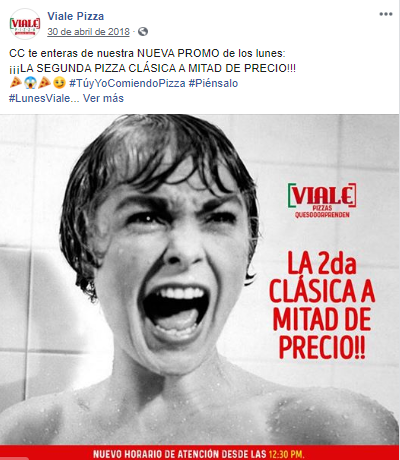 Viale Pizza
30 de abril de 2018 ·
CC te enteras de nuestra NUEVA PROMO de los lunes:
¡¡¡LA SEGUNDA PIZZA CLÁSICA A MITAD DE PRECIO!!!
🍕😱🍕😏 #TúyYoComiendoPizza #Piénsalo
#LunesViale... Ver más
VIALE
PIZZAS
QUESOORPRENDEN
LA 2da
CLÁSICA A
MITAD DE
PRECIO!!
NUEVO HORARIO DE ATENCIÓN DESDE LAS 12:30 PM.